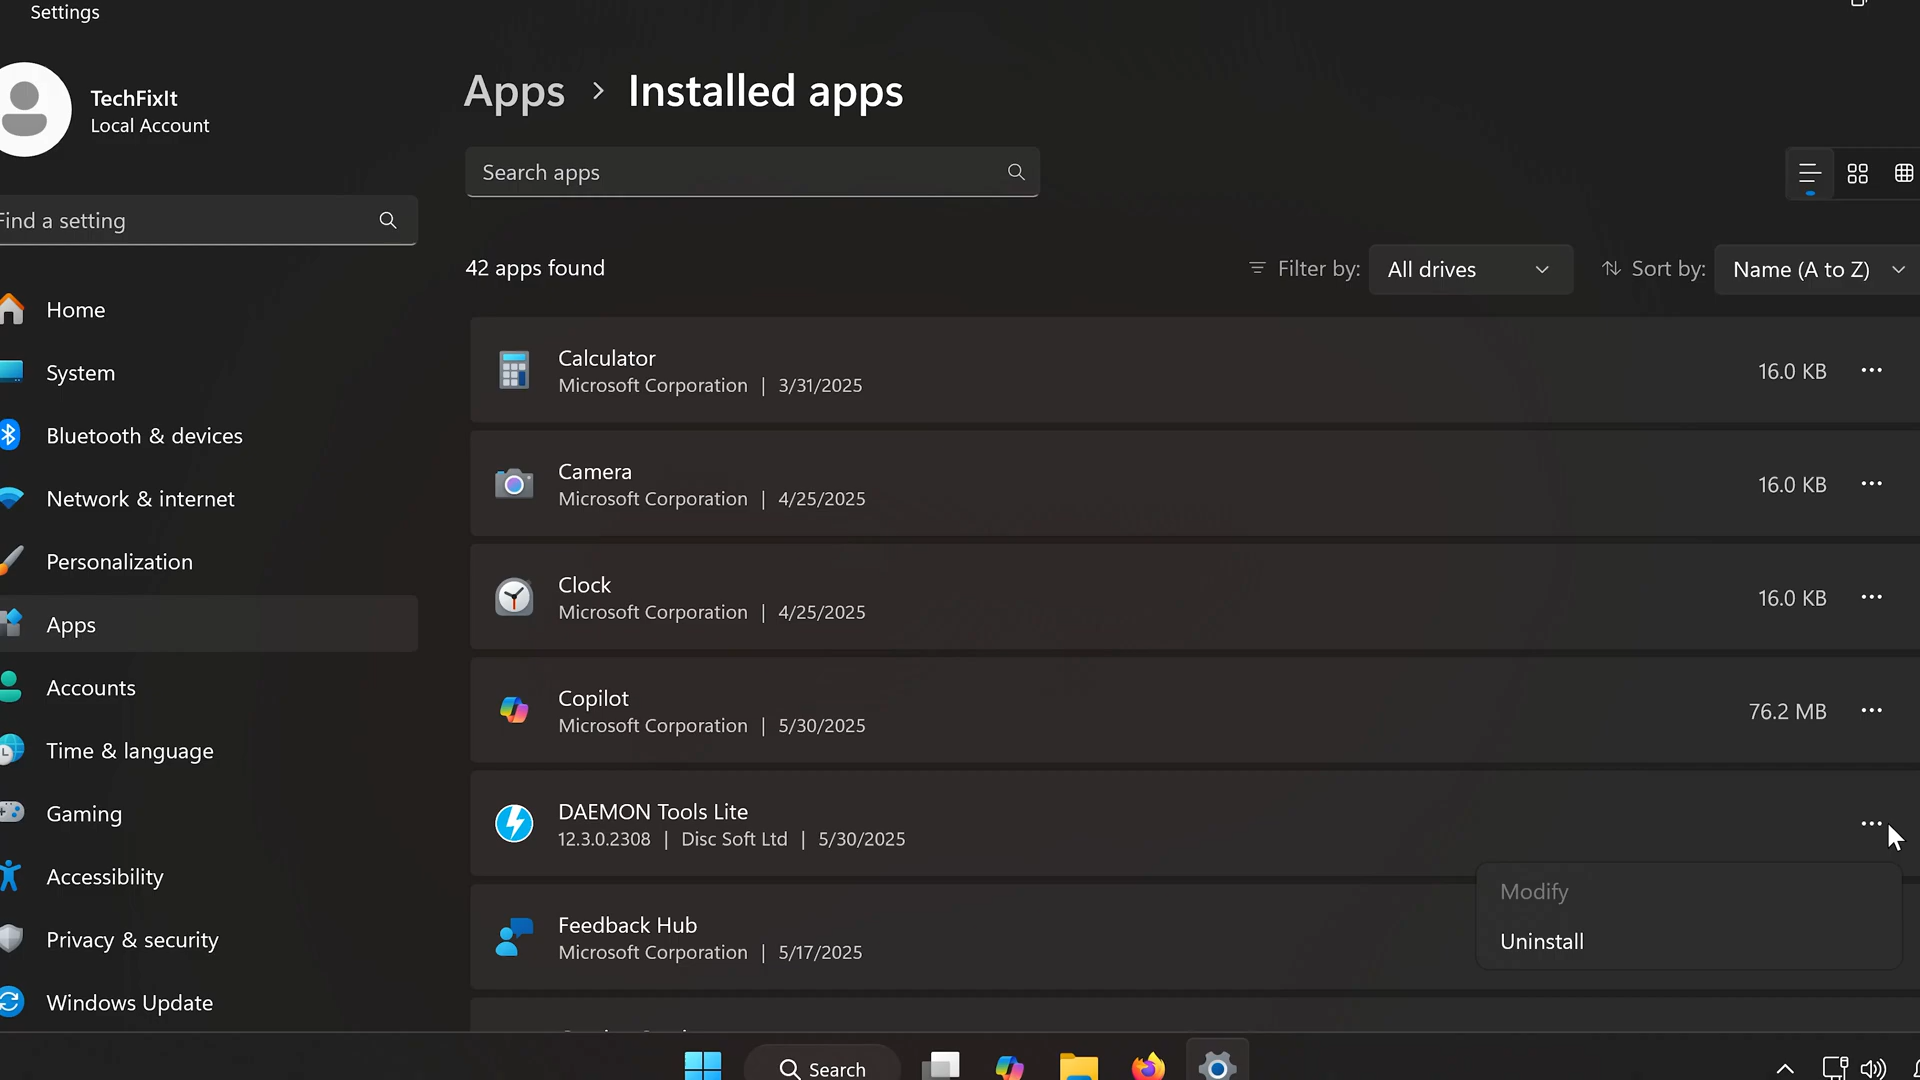 Settings
TechFixIt
Local Account
Find a setting
Home
System
Bluetooth & devices
Network & internet
Personalization
Apps
Accounts
Time & language
Gaming
Accessibility
Privacy & security
Windows Update
Apps > Installed apps
Search apps
42 apps found
Filter by: All drives
Sort by: Name (A to Z)
Calculator
Microsoft Corporation | 3/31/2025
16.0 KB
Camera
Microsoft Corporation | 4/25/2025
16.0 KB
Clock
Microsoft Corporation | 4/25/2025
16.0 KB
Copilot
Microsoft Corporation | 5/30/2025
76.2 MB
DAEMON Tools Lite
12.3.0.2308 | Disc Soft Ltd | 5/30/2025
Modify
Uninstall
Feedback Hub
Microsoft Corporation | 5/17/2025
Search